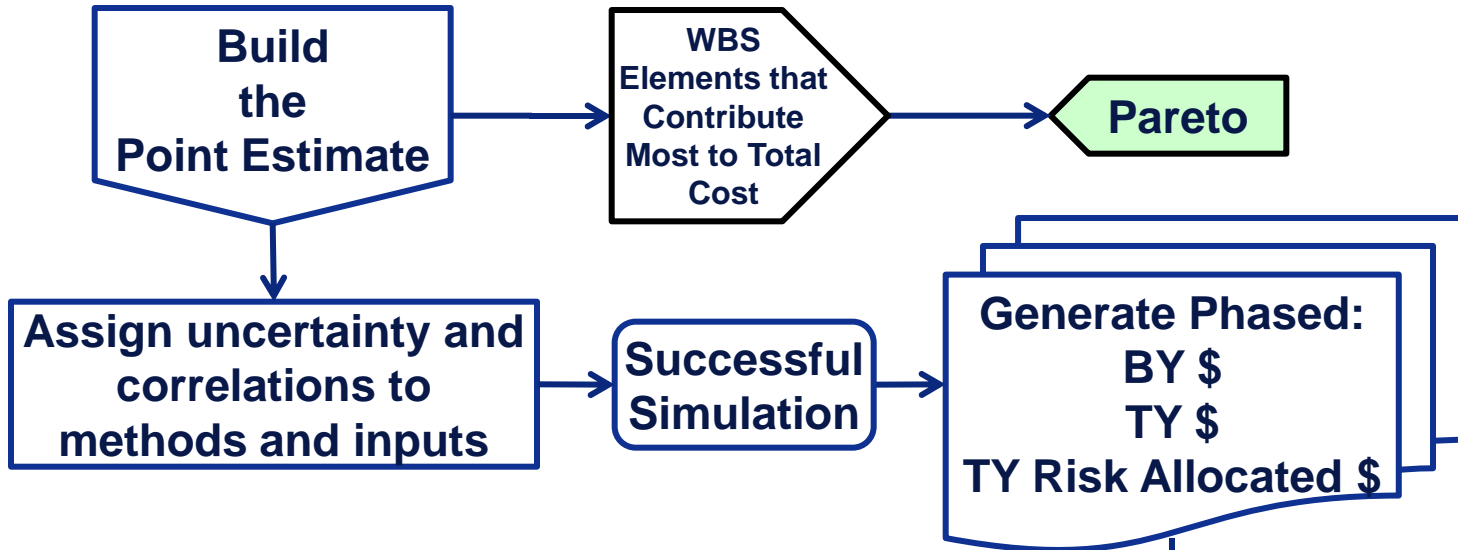 Build
the
Point Estimate
WBS
Elements that
Contribute
Most to Total
Cost
Pareto
Assign uncertainty and
correlations to
methods and inputs
Successful
Simulation
Generate Phased:
BY $
TY $
TY Risk Allocated $